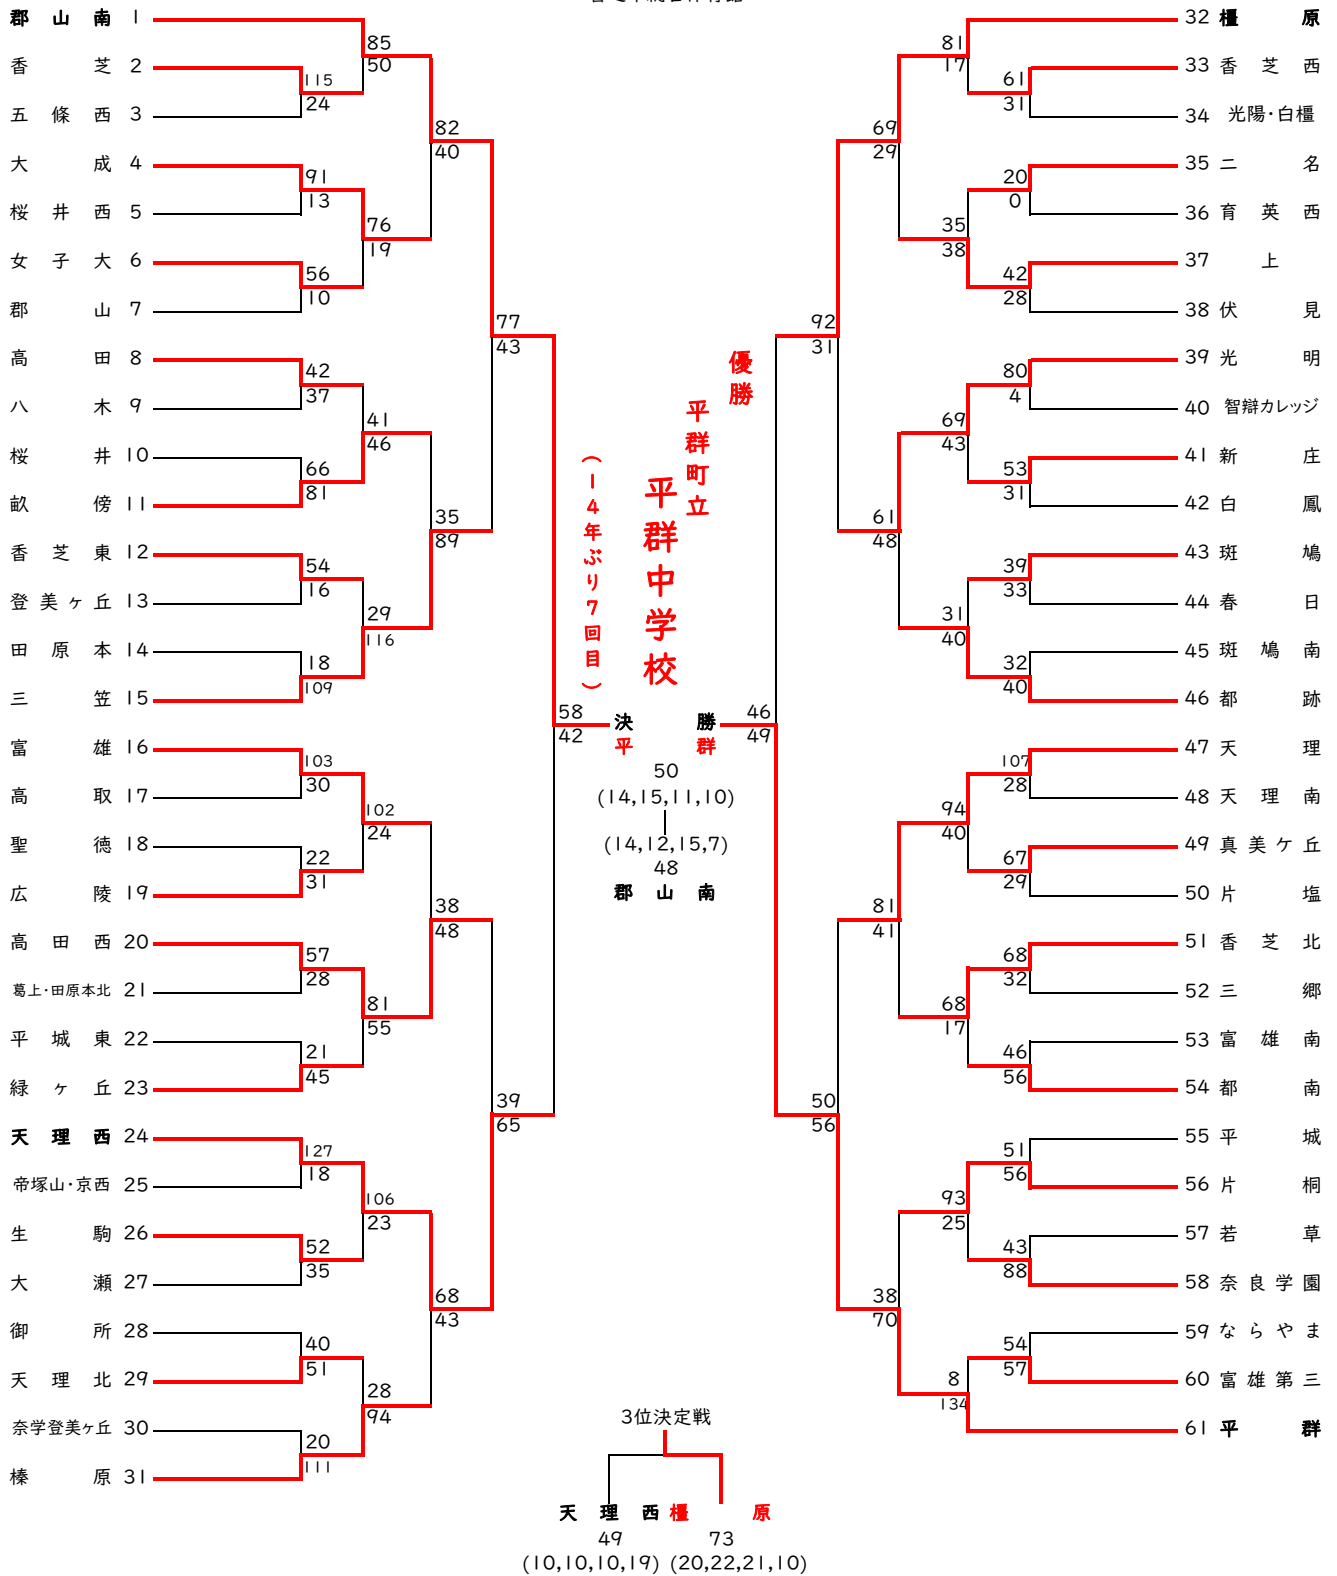 郡山南 1
香芝 2
五條西 3
大成 4
桜井西 5
女子大 6
郡山 7
高田 8
八木 9
桜井 10
畝傍 11
香芝東 12
登美ヶ丘 13
田原本 14
三笠 15
富雄 16
高取 17
聖徳 18
広陵 19
高田西 20
葛上・田原本北 21
平城東 22
緑ヶ丘 23
天理西 24
帝塚山・京西 25
生駒 26
大瀬 27
御所 28
天理北 29
奈学登美ヶ丘 30
榛原 31
115
24
91
13
56
10
42
37
66
81
54
16
18
109
103
30
22
31
57
28
21
45
127
18
52
35
40
51
20
111
85
50
76
19
41
46
29
116
102
24
81
55
106
23
28
94
82
40
35
89
38
48
68
43
77
43
39
65
58
42
優勝
平群町立
平群中学校
(14年ぶり7回目)
決勝
平群
50
(14,15,11,10)
(14,12,15,7)
48
郡山南
46
49
92
31
50
56
69
29
61
48
81
41
38
70
81
17
35
38
69
43
31
40
94
40
68
17
93
25
8
134
61
31
20
0
42
28
80
4
53
31
39
33
32
40
107
28
67
29
68
32
46
56
51
56
43
88
54
57
32 橿原
33 香芝西
34 光陽・白橿
35 二名
36 育英西
37 上
38 伏見
39 光明
40 智辯カレッジ
41 新庄
42 白鳳
43 斑鳩
44 春日
45 斑鳩南
46 都跡
47 天理
48 天理南
49 真美ケ丘
50 片塩
51 香芝北
52 三郷
53 富雄南
54 都南
55 平城
56 片桐
57 若草
58 奈良学園
59 ならやま
60 富雄第三
61 平群
3位決定戦
天理西 橿原
49 73
(10,10,10,19) (20,22,21,10)